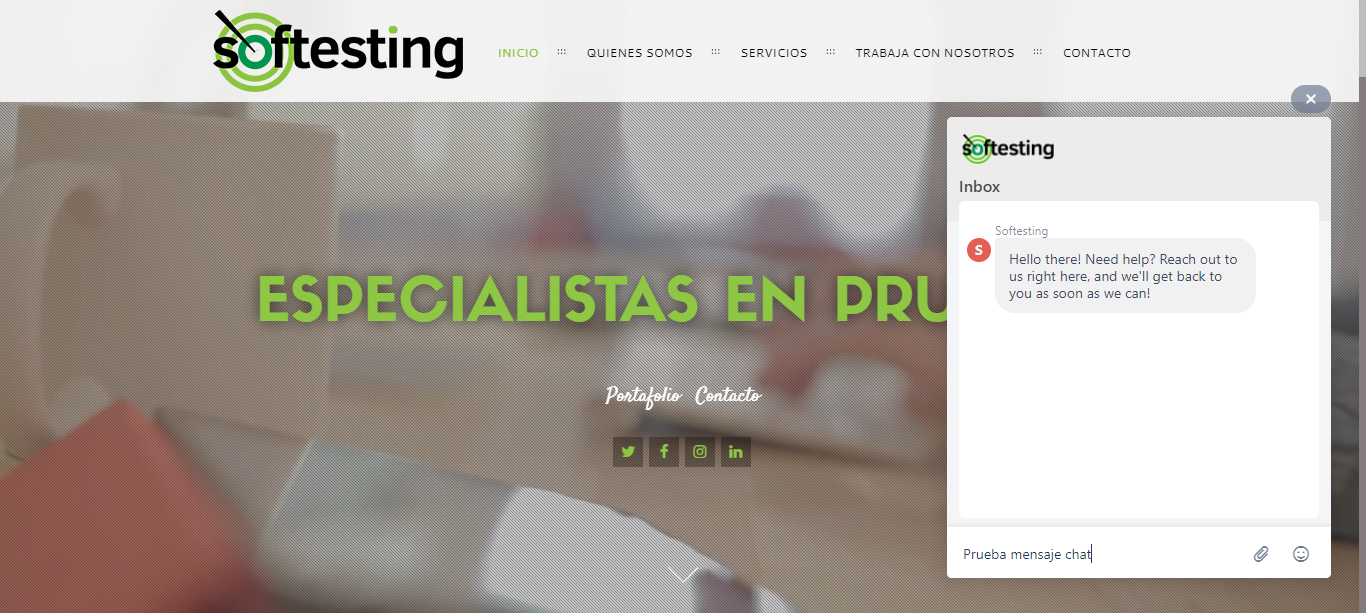 softesting
INICIO
QUIENES SOMOS
SERVICIOS
TRABAJA CON NOSOTROS
CONTACTO
ESPECIALISTAS EN PRU
Portafolio Contacto
softesting
Inbox
Softesting
S
Hello there! Need help? Reach out to
us right here, and we'll get back to
you as soon as we can!
Prueba mensaje chat